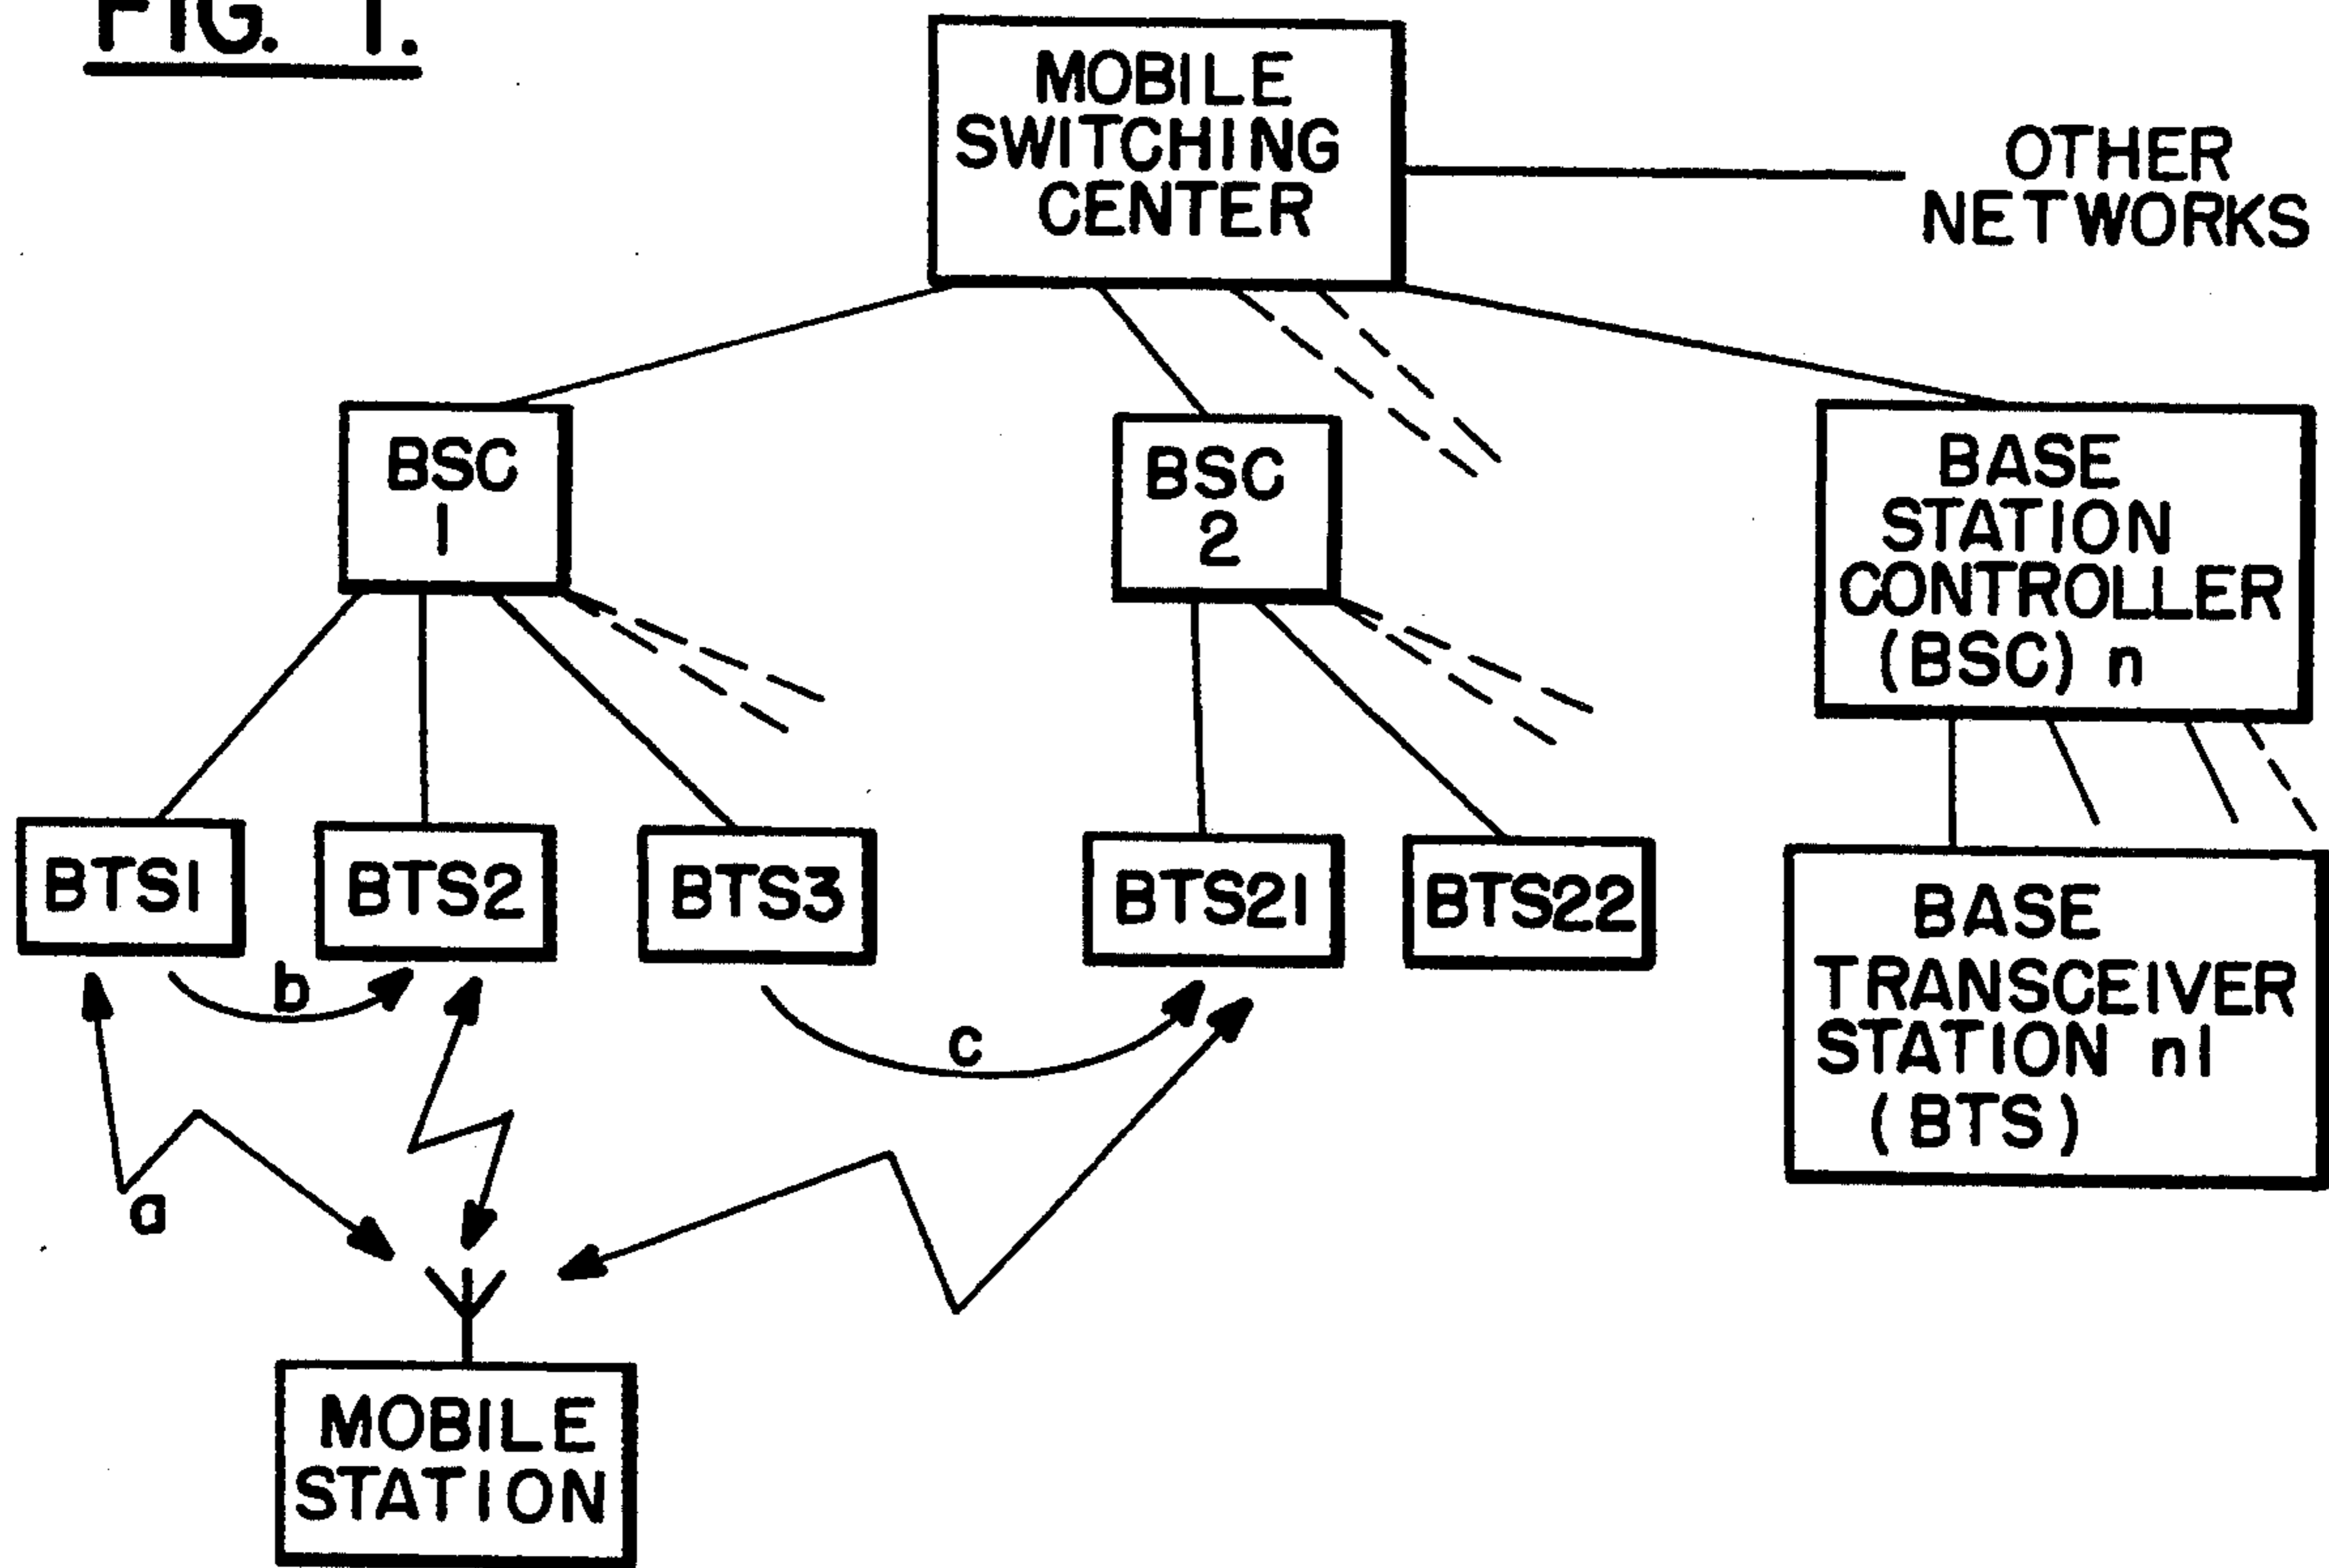 FIG. 1.
MOBILE
SWITCHING
CENTER
OTHER
NETWORKS
BSC
1
BSC
2
BASE
STATION
CONTROLLER
(BSC) n
BTS1
BTS2
BTS3
BTS21
BTS22
BASE
TRANSCEIVER
STATION n1
(BTS)
b
c
a
MOBILE
STATION